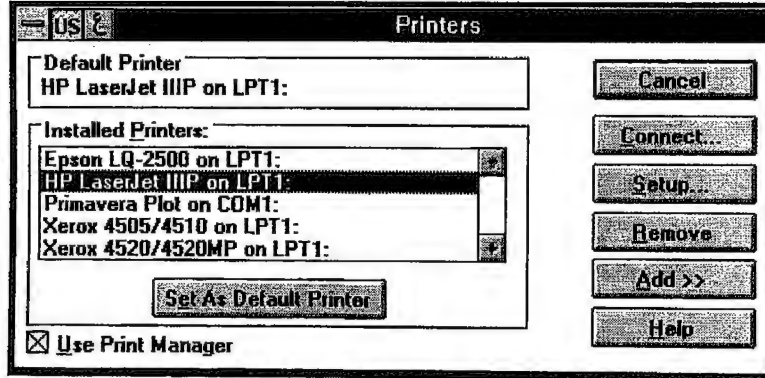 US ع
Printers
Default Printer
HP LaserJet IIIP on LPT1:
Cancel
Installed Printers:
Connect...
Epson LQ-2500 on LPT1:
HP LaserJet IIIP on LPT1:
Setup...
Primavera Plot on COM1:
Xerox 4505/4510 on LPT1:
Remove
Xerox 4520/4520MP on LPT1:
Add >>
Set As Default Printer
Help
Use Print Manager